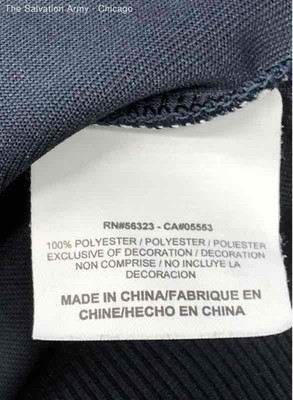 The Salvation Army - Chicago
RN#56323 - CA#05553
100% POLYESTER / POLYESTER / POLIESTER
EXCLUSIVE OF DECORATION / DECORATION
NON COMPRISE / NO INCLUYE LA
DECORACION
MADE IN CHINA/FABRIQUE EN
CHINE/HECHO EN CHINA